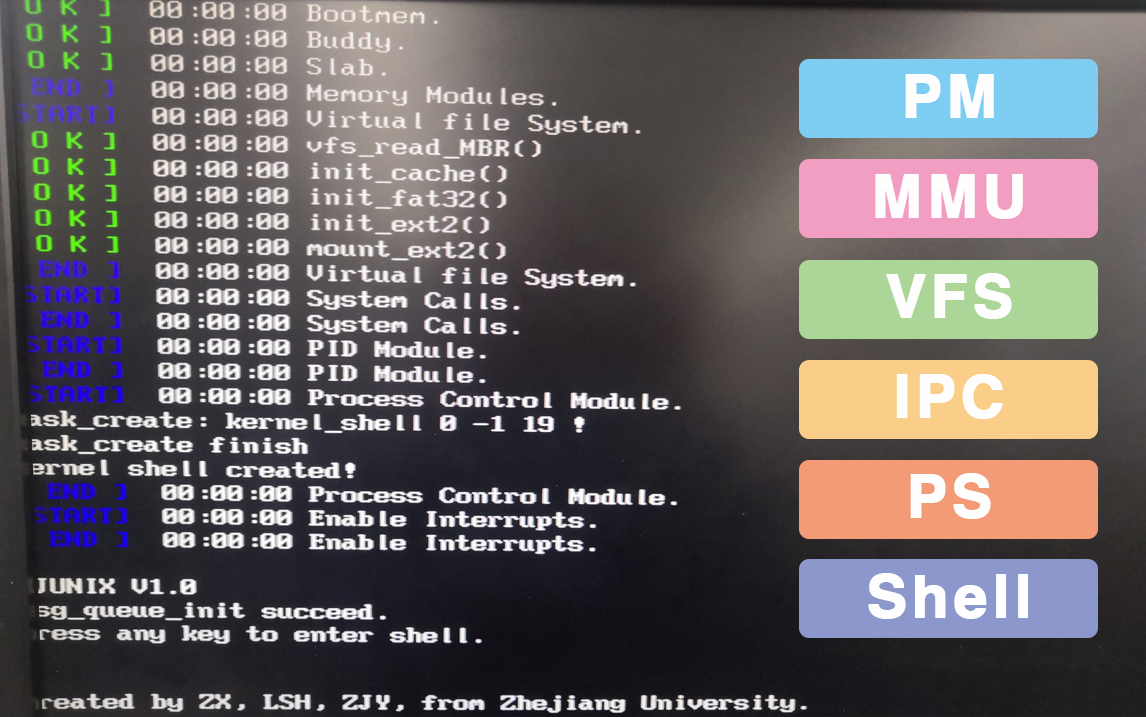 O K ] 00:00:00 Bootmem.
O K ] 00:00:00 Buddy.
O K ] 00:00:00 Slab.
END ] 00:00:00 Memory Modules.
START] 00:00:00 Virtual file System.
O K ] 00:00:00 vfs_read_MBR()
O K ] 00:00:00 init_cache()
O K ] 00:00:00 init_fat32()
O K ] 00:00:00 init_ext2()
O K ] 00:00:00 mount_ext2()
END ] 00:00:00 Virtual file System.
START] 00:00:00 System Calls.
END ] 00:00:00 System Calls.
START] 00:00:00 PID Module.
END ] 00:00:00 PID Module.
START] 00:00:00 Process Control Module.
ask_create: kernel_shell 0 -1 19 !
ask_create finish
ernel shell created!
END ] 00:00:00 Process Control Module.
START] 00:00:00 Enable Interrupts.
END ] 00:00:00 Enable Interrupts.
JUNIX V1.0
sg_queue_init succeed.
ress any key to enter shell.
reated by ZX, LSH, ZJY, from Zhejiang University.
PM
MMU
VFS
IPC
PS
Shell